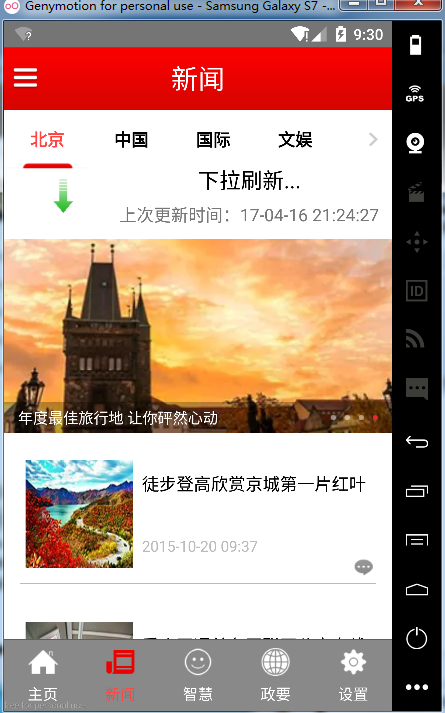 Genymotion for personal use - Samsung Galaxy S7 -...
9:30
新闻
GPS
北京 中国 国际 文娱
下拉刷新...
上次更新时间：17-04-16 21:24:27
ID
年度最佳旅行地 让你砰然心动
徒步登高欣赏京城第一片红叶
2015-10-20 09:37
主页 新闻 智慧 政要 设置